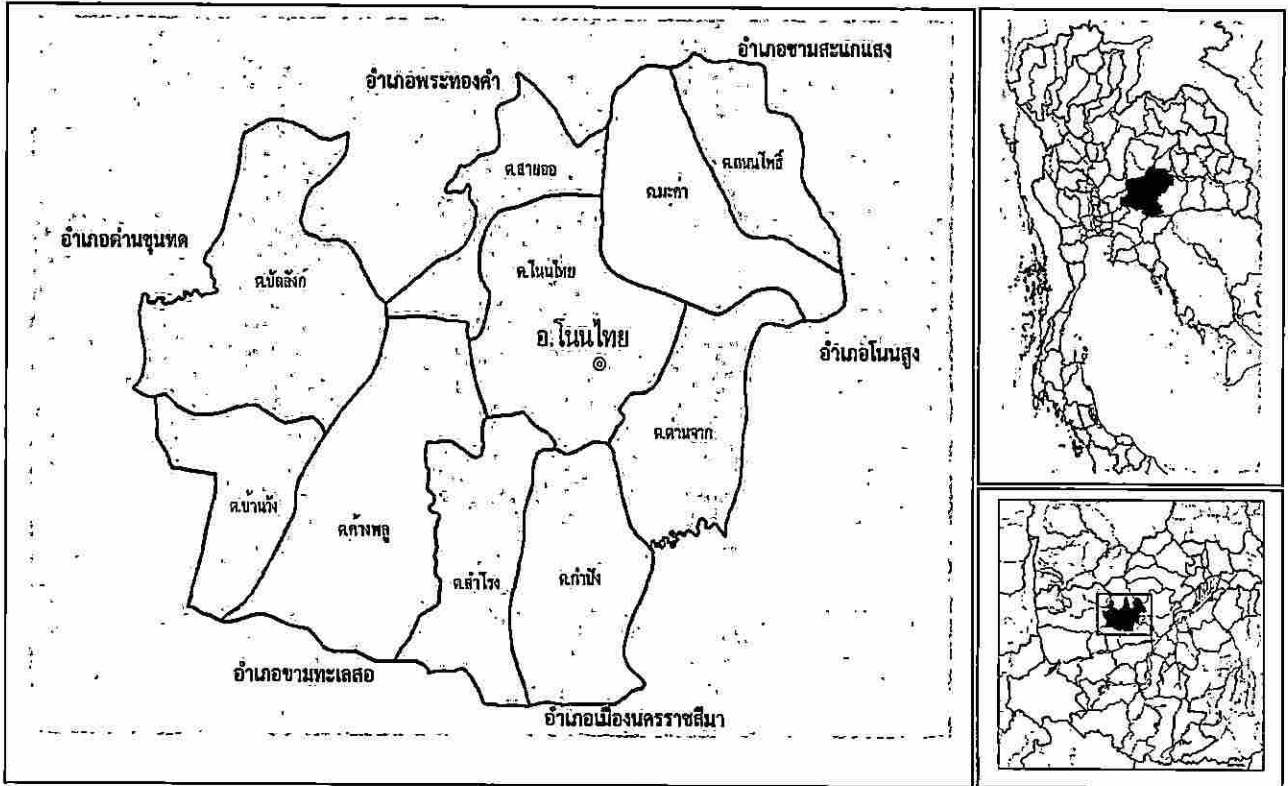 อำเภอขามสะแกแสง
อำเภอพระทองคำ
ต.สายออ
ต.ถนนโพธิ์
ต.มะค่า
อำเภอด่านขุนทด
ต.บัลลังก์
ต.โนนไทย
อ.โนนไทย
อำเภอโนนสูง
ต.ด่านจาก
ต.บ้านวัง
ต.ค้างพลู
ต.สำโรง
ต.กำปัง
อำเภอขามทะเลสอ
อำเภอเมืองนครราชสีมา